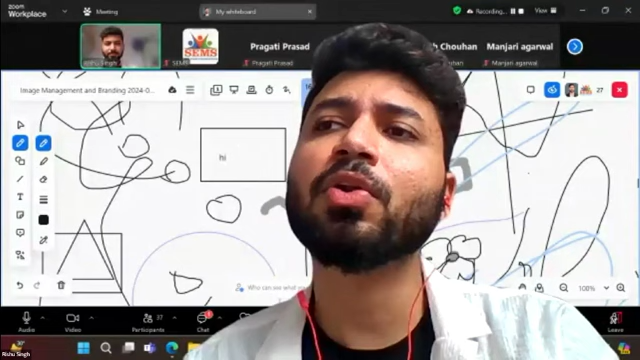 zoom
Workplace
Meeting
My whiteboard
Recording...
View
SEMS
Pragati Prasad
Chouhan
Manjari agarwal
Rishu Singh
SEMS
Pragati Prasad
Manjari agarwal
Image Management and Branding 2024-0...
27
hi
T
Who can see what you
108%
37
Audio
Video
Participants
Chat
Leave
Rishu Singh